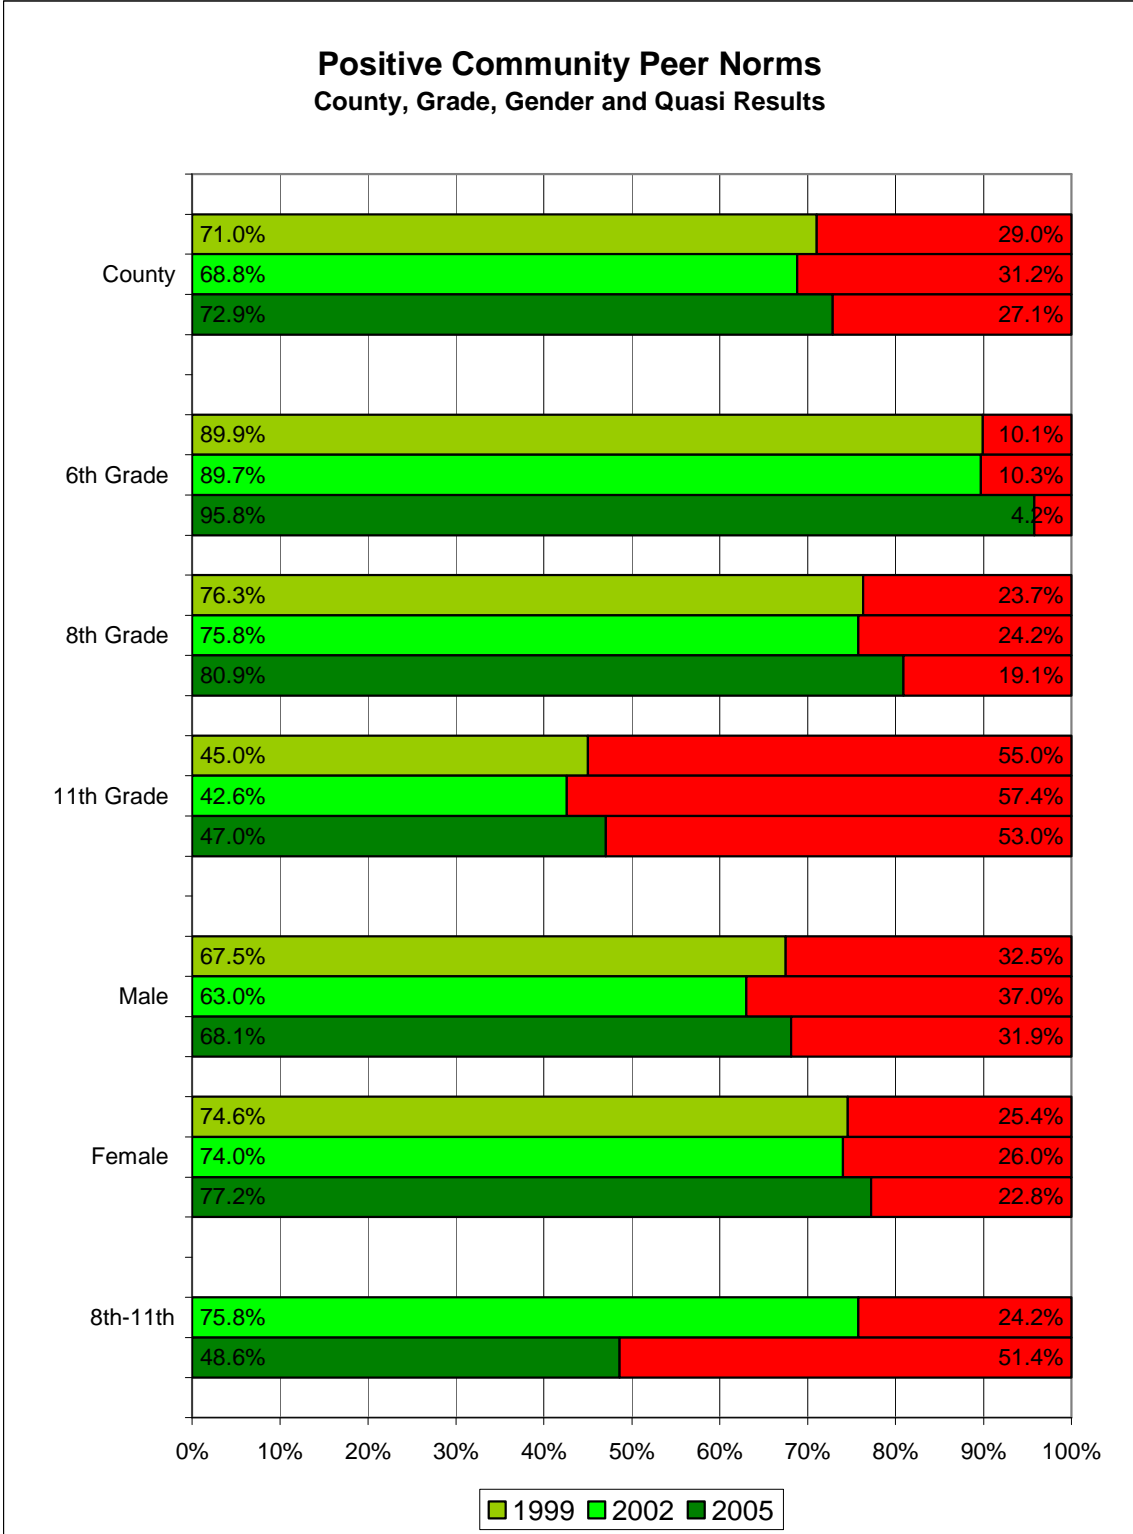 Positive Community Peer Norms
County, Grade, Gender and Quasi Results
71.0% 29.0%
County 68.8% 31.2%
72.9% 27.1%
89.9% 10.1%
6th Grade 89.7% 10.3%
95.8% 4.2%
76.3% 23.7%
8th Grade 75.8% 24.2%
80.9% 19.1%
45.0% 55.0%
11th Grade 42.6% 57.4%
47.0% 53.0%
67.5% 32.5%
Male 63.0% 37.0%
68.1% 31.9%
74.6% 25.4%
Female 74.0% 26.0%
77.2% 22.8%
8th-11th 75.8% 24.2%
48.6% 51.4%
0% 10% 20% 30% 40% 50% 60% 70% 80% 90% 100%
1999 2002 2005